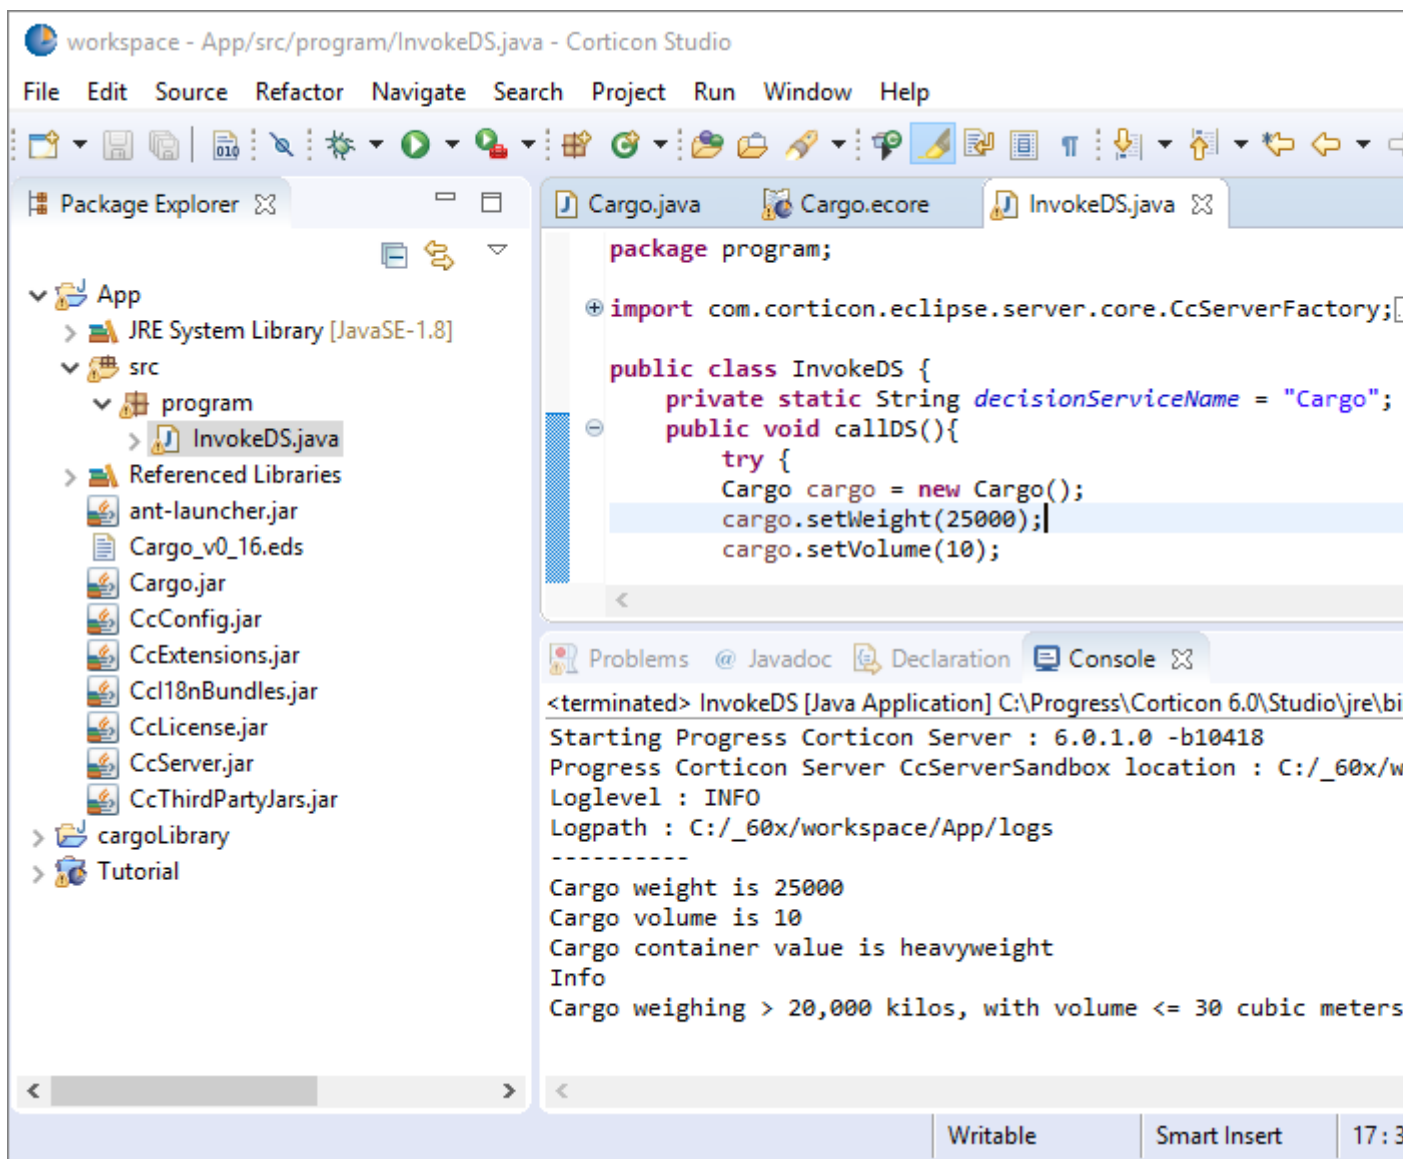 workspace - App/src/program/InvokeDS.java - Corticon Studio
File Edit Source Refactor Navigate Search Project Run Window Help
010
Package Explorer
App
JRE System Library [JavaSE-1.8]
src
program
InvokeDS.java
Referenced Libraries
ant-launcher.jar
Cargo_v0_16.eds
Cargo.jar
CcConfig.jar
CcExtensions.jar
CcI18nBundles.jar
CcLicense.jar
CcServer.jar
CcThirdPartyJars.jar
cargoLibrary
Tutorial
Cargo.java Cargo.ecore InvokeDS.java
package program;
import com.corticon.eclipse.server.core.CcServerFactory;
public class InvokeDS {
private static String decisionServiceName = "Cargo";
public void callDS(){
try {
Cargo cargo = new Cargo();
cargo.setWeight(25000);
cargo.setVolume(10);
Problems @ Javadoc Declaration Console
<terminated> InvokeDS [Java Application] C:\Progress\Corticon 6.0\Studio\jre\bi
Starting Progress Corticon Server : 6.0.1.0 -b10418
Progress Corticon Server CcServerSandbox location : C:/_60x/w
Loglevel : INFO
Logpath : C:/_60x/workspace/App/logs
----------
Cargo weight is 25000
Cargo volume is 10
Cargo container value is heavyweight
Info
Cargo weighing > 20,000 kilos, with volume <= 30 cubic meters
Writable Smart Insert 17 : 3